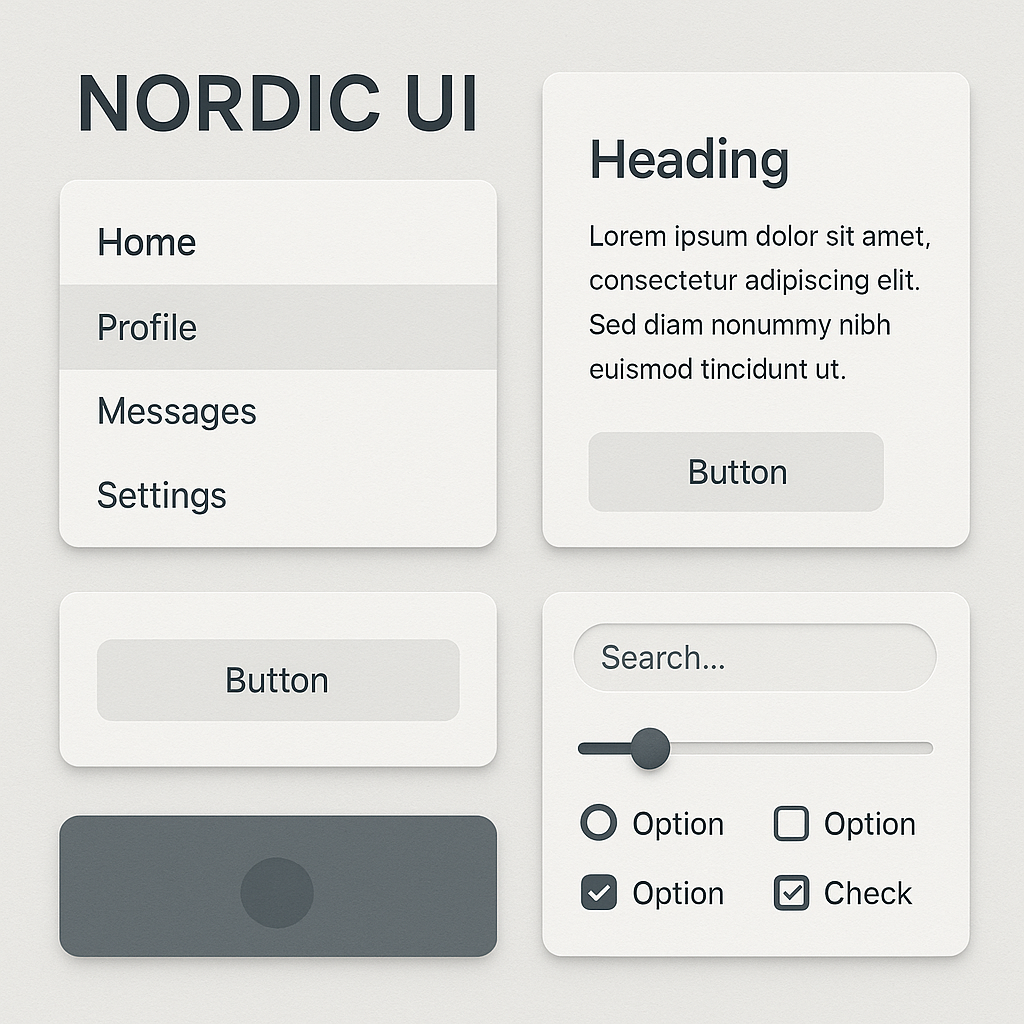 NORDIC UI
Home
Profile
Messages
Settings
Heading
Lorem ipsum dolor sit amet,
consectetur adipiscing elit.
Sed diam nonummy nibh
euismod tincidunt ut.
Button
Button
Search...
Option
Option
Option
Check